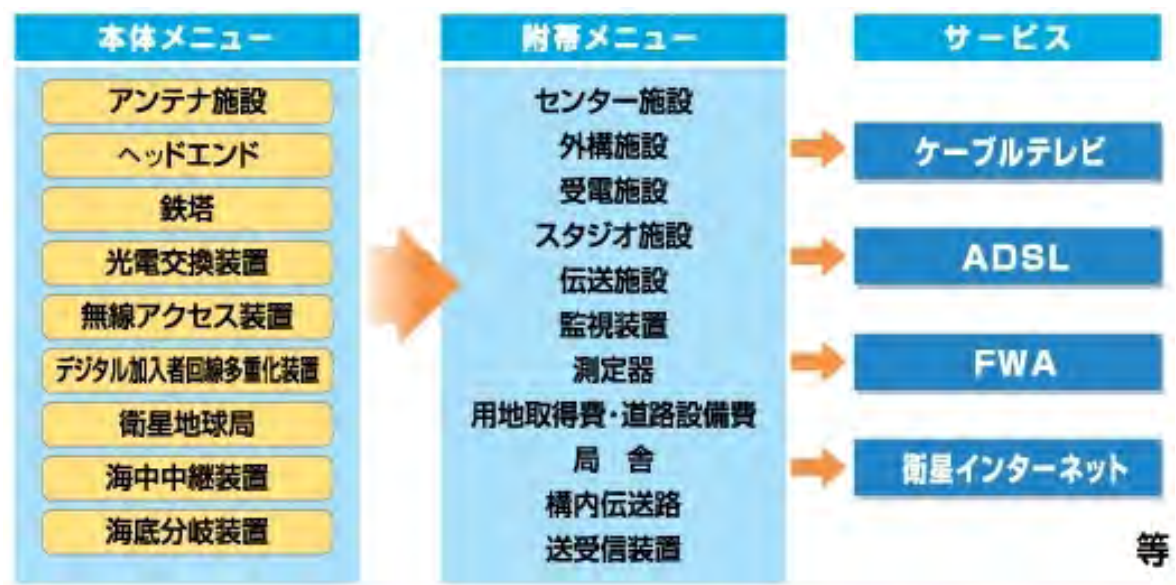 本体メニュー
アンテナ施設
ヘッドエンド
鉄塔
光電交換装置
無線アクセス装置
デジタル加入者回線多重化装置
衛星地球局
海中中継装置
海底分岐装置
附帯メニュー
センター施設
外構施設
受電施設
スタジオ施設
伝送施設
監視装置
測定器
用地取得費・道路設備費
局 舎
構内伝送路
送受信装置
サービス
ケーブルテレビ
ADSL
FWA
衛星インターネット
等